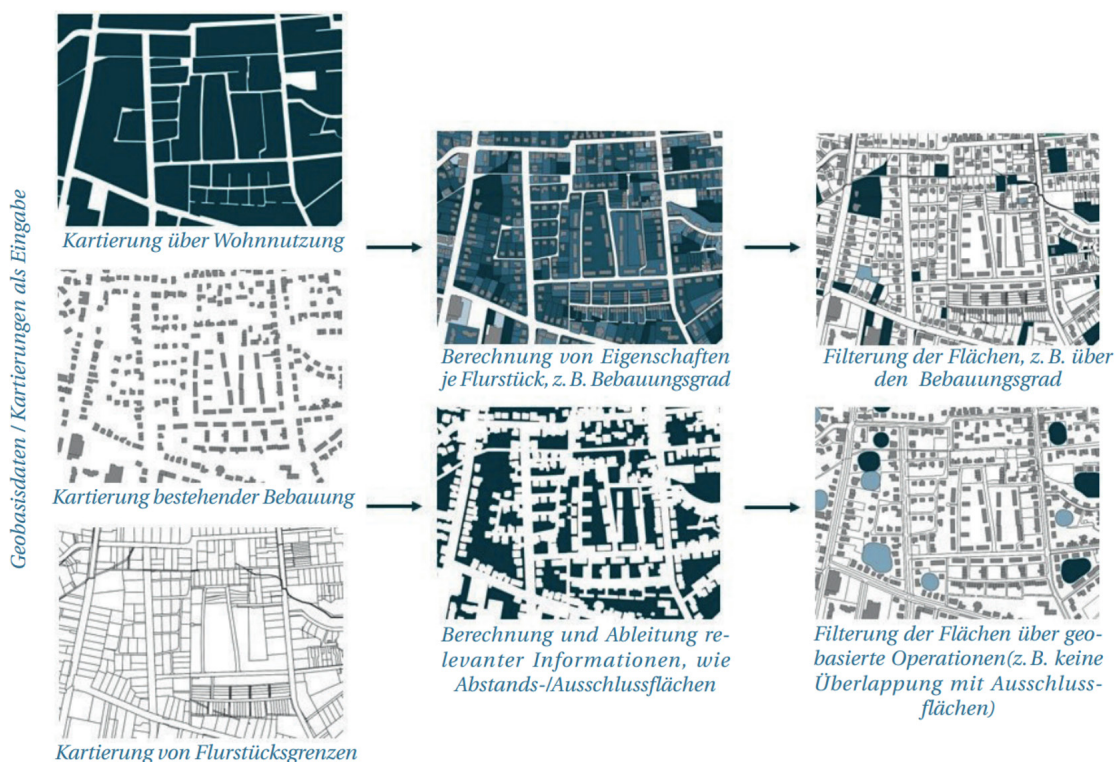 Geobasisdaten / Kartierungen als Eingabe
Kartierung über Wohnnutzung
Kartierung bestehender Bebauung
Kartierung von Flurstücksgrenzen
Berechnung von Eigenschaften
je Flurstück, z. B. Bebauungsgrad
Berechnung und Ableitung re-
levanter Informationen, wie
Abstands-/Ausschlussflächen
Filterung der Flächen, z. B. über
den Bebauungsgrad
Filterung der Flächen über geo-
basierte Operationen(z. B. keine
Überlappung mit Ausschluss-
flächen)